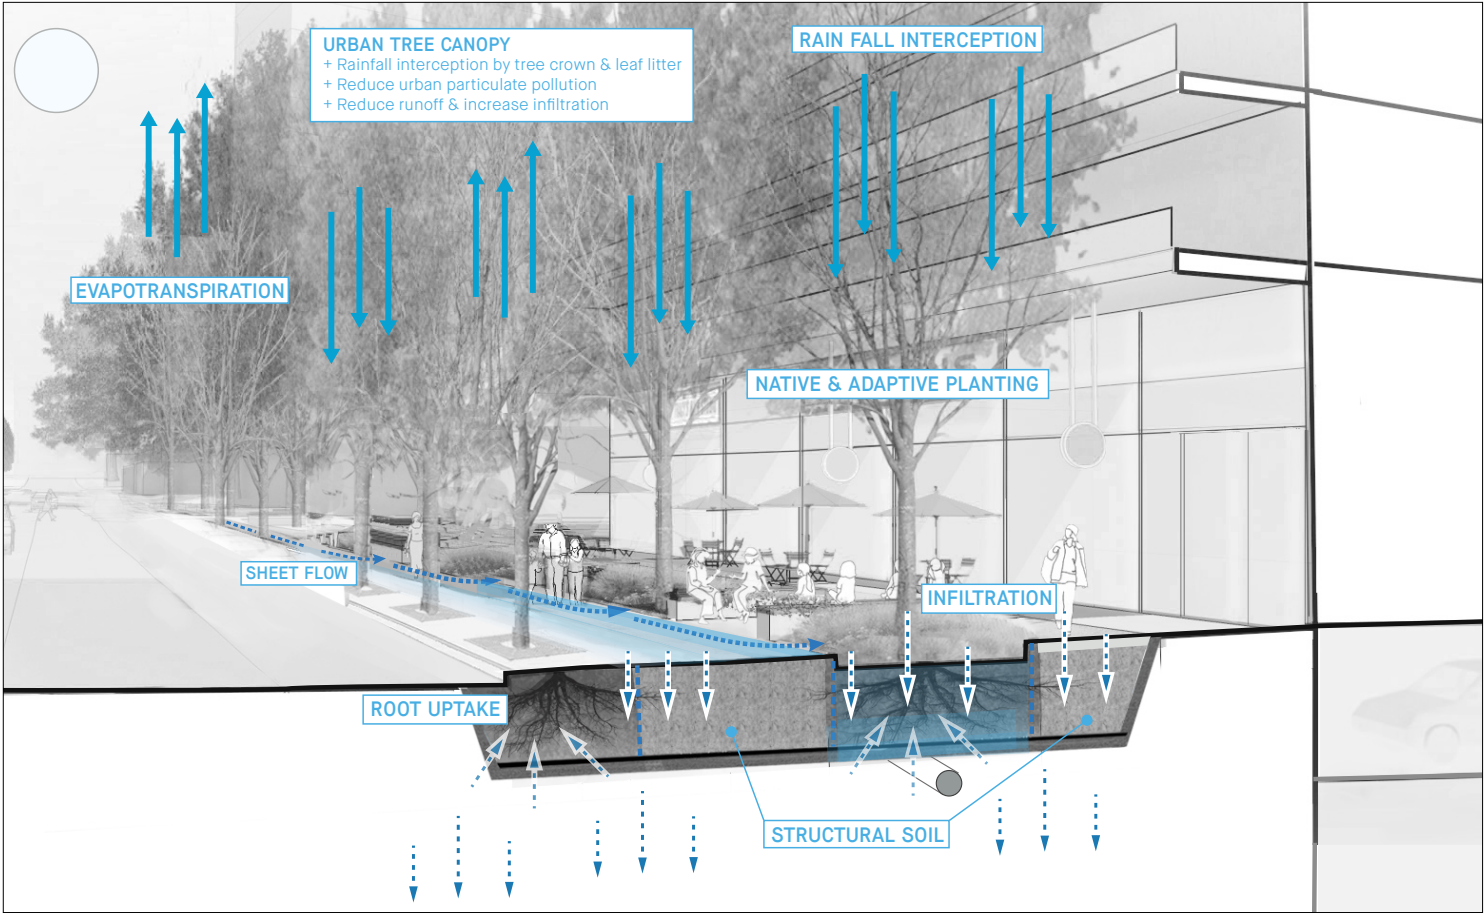 URBAN TREE CANOPY
+ Rainfall interception by tree crown & leaf litter
+ Reduce urban particulate pollution
+ Reduce runoff & increase infiltration
RAIN FALL INTERCEPTION
EVAPOTRANSPIRATION
NATIVE & ADAPTIVE PLANTING
SHEET FLOW
INFILTRATION
ROOT UPTAKE
STRUCTURAL SOIL